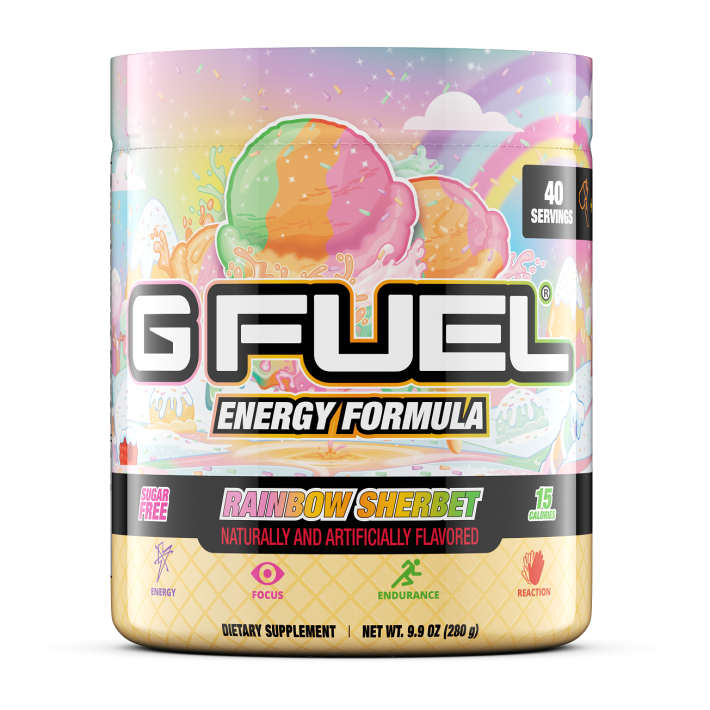 40
SERVINGS
G FUEL®
ENERGY FORMULA
SUGAR
FREE
RAINBOW SHERBET
15
CALORIES
NATURALLY AND ARTIFICIALLY FLAVORED
ENERGY
FOCUS
ENDURANCE
REACTION
DIETARY SUPPLEMENT | NET WT. 9.9 OZ (280 g)